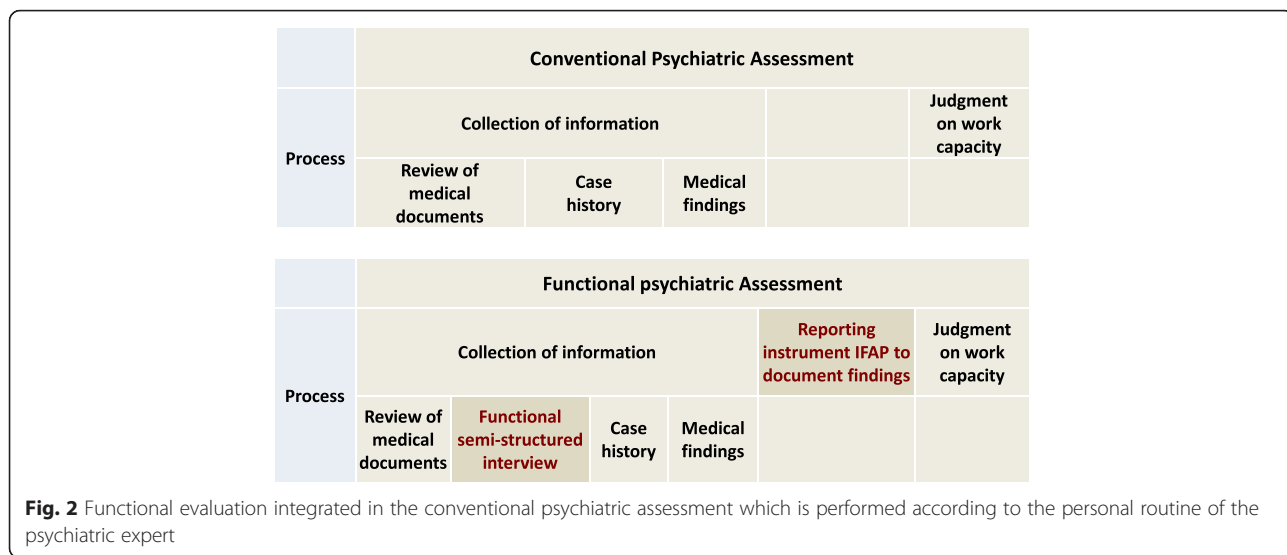 Conventional Psychiatric Assessment
Process
Collection of information
Judgment
on work
capacity
Review of
medical
documents
Case
history
Medical
findings
Functional psychiatric Assessment
Process
Collection of information
Reporting
instrument IFAP to
document findings
Judgment
on work
capacity
Review of
medical
documents
Functional
semi-structured
interview
Case
history
Medical
findings
Fig. 2 Functional evaluation integrated in the conventional psychiatric assessment which is performed according to the personal routine of the
psychiatric expert